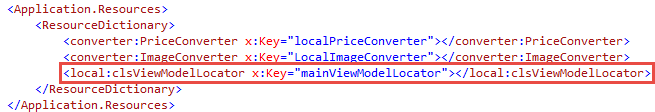 <Application.Resources>
<ResourceDictionary>
<converter:PriceConverter x:Key="localPriceConverter"></converter:PriceConverter>
<converter:ImageConverter x:Key="LocalImageConverter"></converter:ImageConverter>
<local:clsViewModelLocator x:Key="mainViewModelLocator"></local:clsViewModelLocator>
</ResourceDictionary>
</Application.Resources>